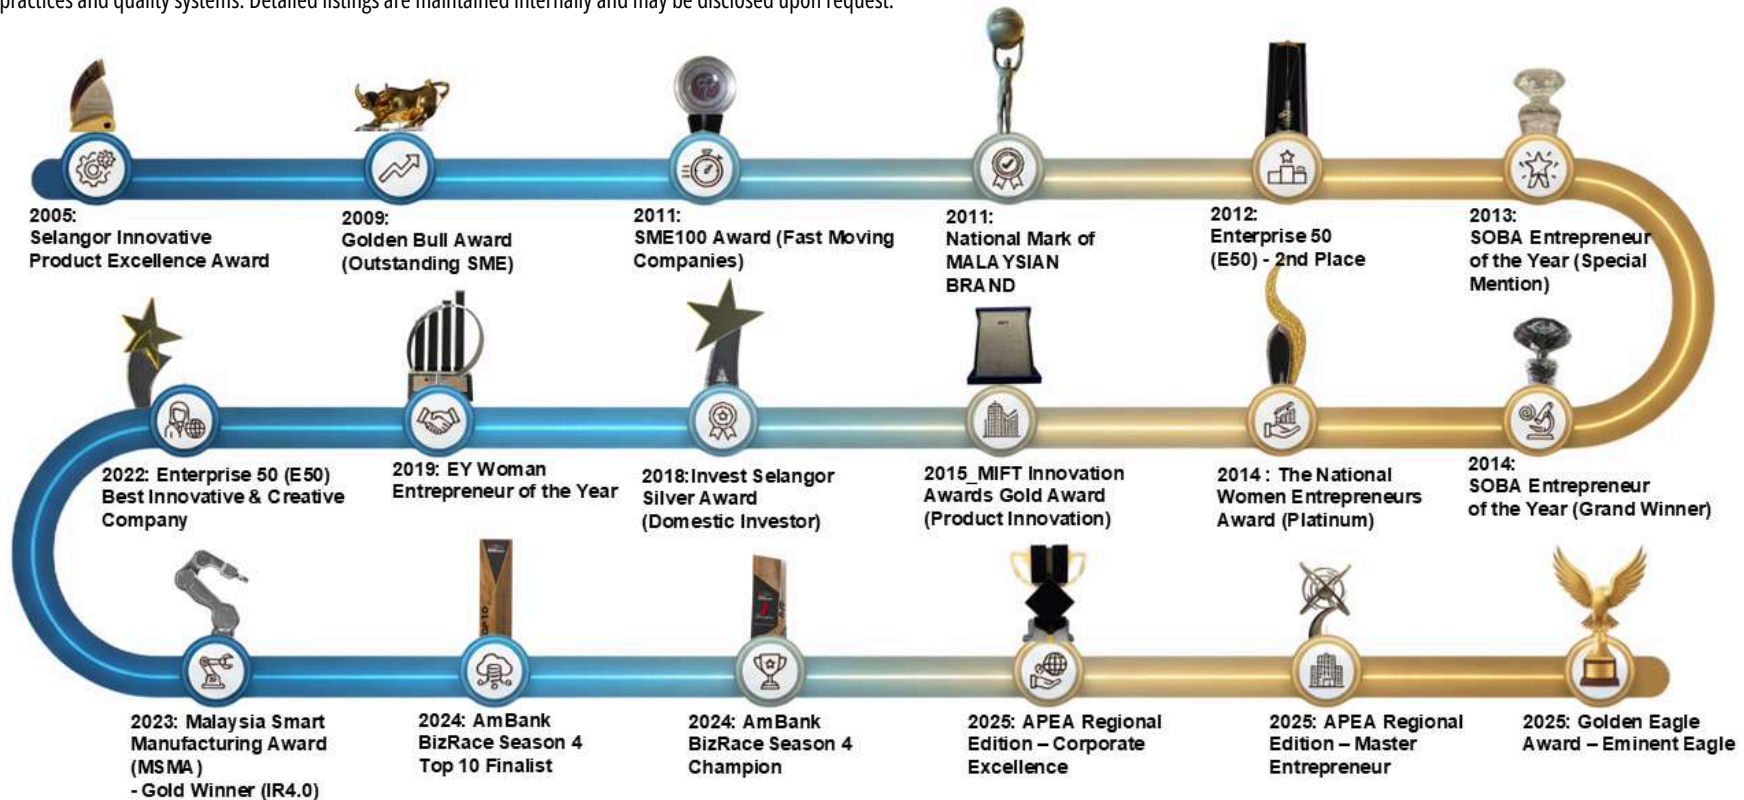 practices and quality systems. Detailed listings are maintained internally and may be disclosed upon request.
2005:
Selangor Innovative
Product Excellence Award
2009:
Golden Bull Award
(Outstanding SME)
2011:
SME100 Award (Fast Moving
Companies)
2011:
National Mark of
MALAYSIAN
BRAND
2012:
Enterprise 50
(E50) - 2nd Place
2013:
SOBA Entrepreneur
of the Year (Special
Mention)
2014:
SOBA Entrepreneur
of the Year (Grand Winner)
2014 : The National
Women Entrepreneurs
Award (Platinum)
2015_MIFT Innovation
Awards Gold Award
(Product Innovation)
2018:Invest Selangor
Silver Award
(Domestic Investor)
2019: EY Woman
Entrepreneur of the Year
2022: Enterprise 50 (E50)
Best Innovative & Creative
Company
2023: Malaysia Smart
Manufacturing Award
(MSMA)
- Gold Winner (IR4.0)
2024: AmBank
BizRace Season 4
Top 10 Finalist
2024: AmBank
BizRace Season 4
Champion
2025: APEA Regional
Edition – Corporate
Excellence
2025: APEA Regional
Edition – Master
Entrepreneur
2025: Golden Eagle
Award – Eminent Eagle